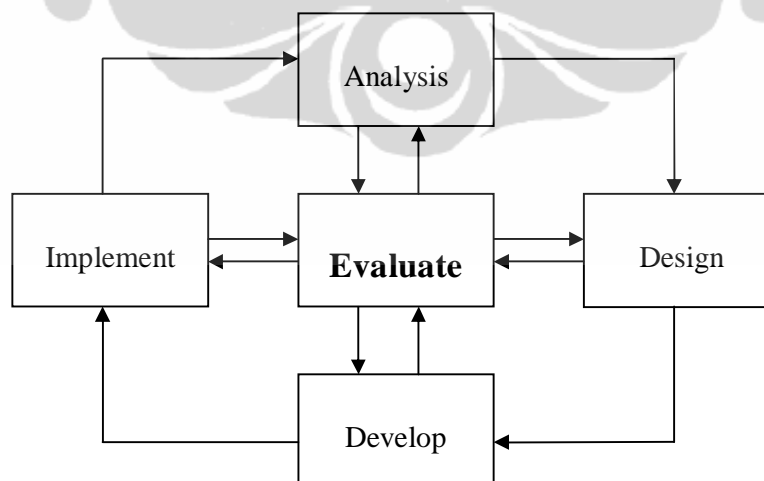 Analysis
Implement
Evaluate
Design
Develop